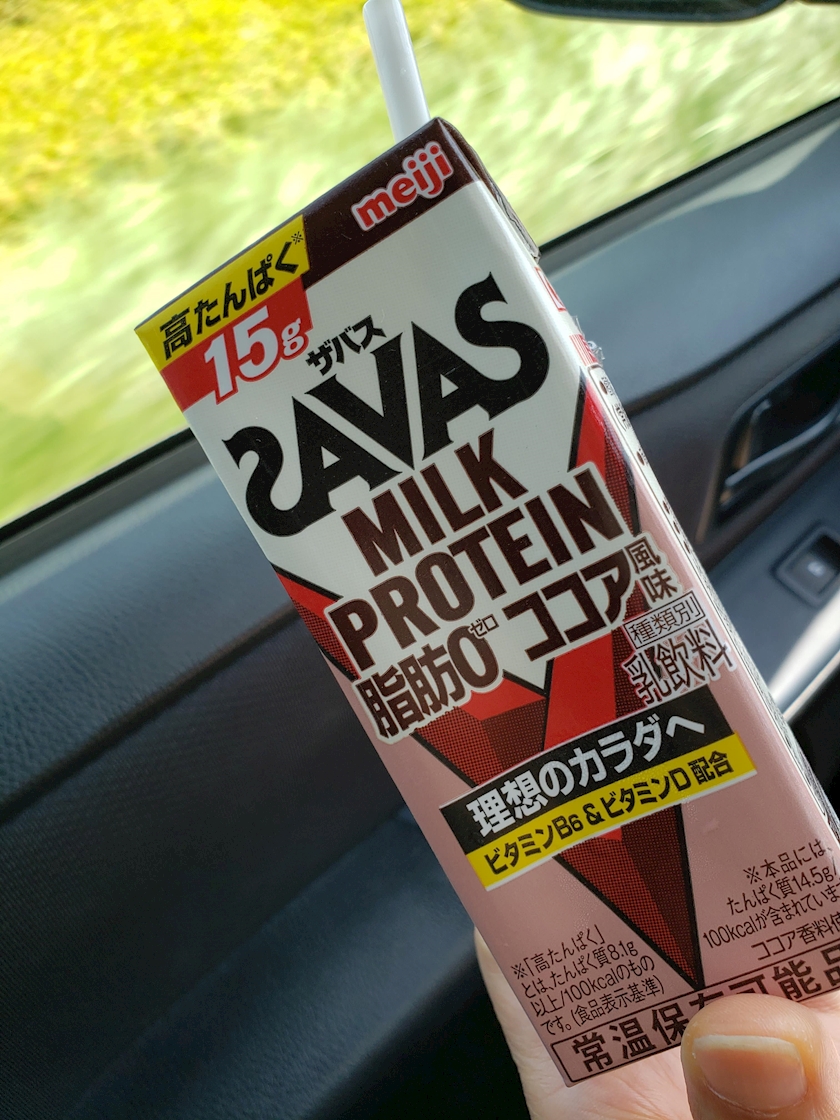 meiji
高たんぱく※
15g
ザバス
SAVAS
MILK
PROTEIN
脂肪0ゼロ ココア風味
種類別
乳飲料
理想のカラダへ
ビタミンB6&ビタミンD配合
※「高たんぱく」
とは、たんぱく質8.1g
以上/100kcalのもの
です。(食品表示基準)
※本品には、
たんぱく質14.5g/
100kcalが含まれていま
ココア香料使
常温保存可能品